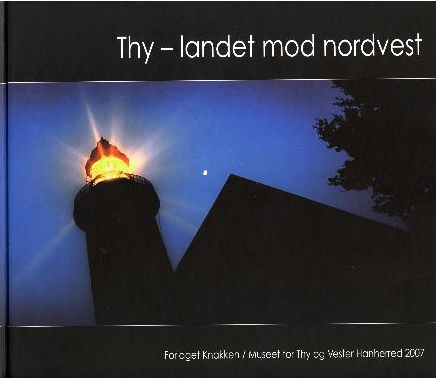 Thy – landet mod nordvest
Forlaget Knakken / Museet for Thy og Vester Hanherred 2007